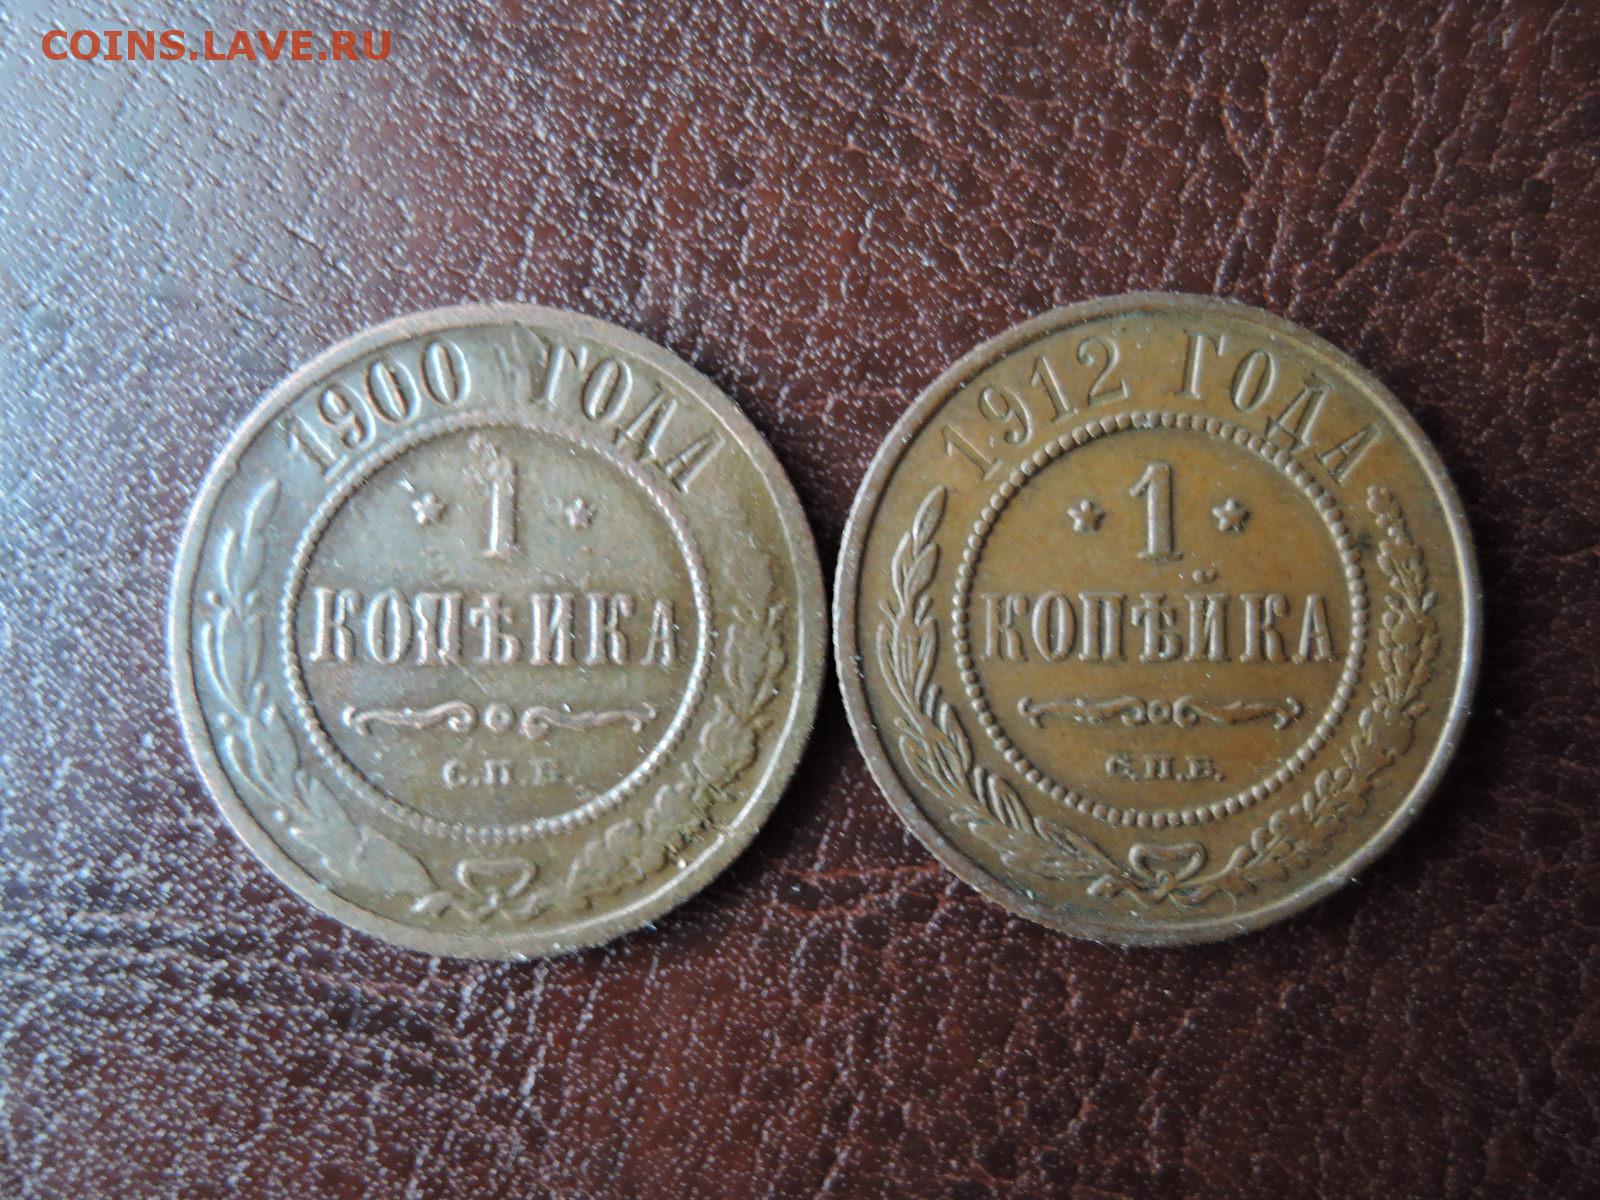 COINS.LAVE.RU
1900 ГОДА
1
КОПѢЙКА
С.П.Б.
1912 ГОДА
1
КОПѢЙКА
С.П.Б.